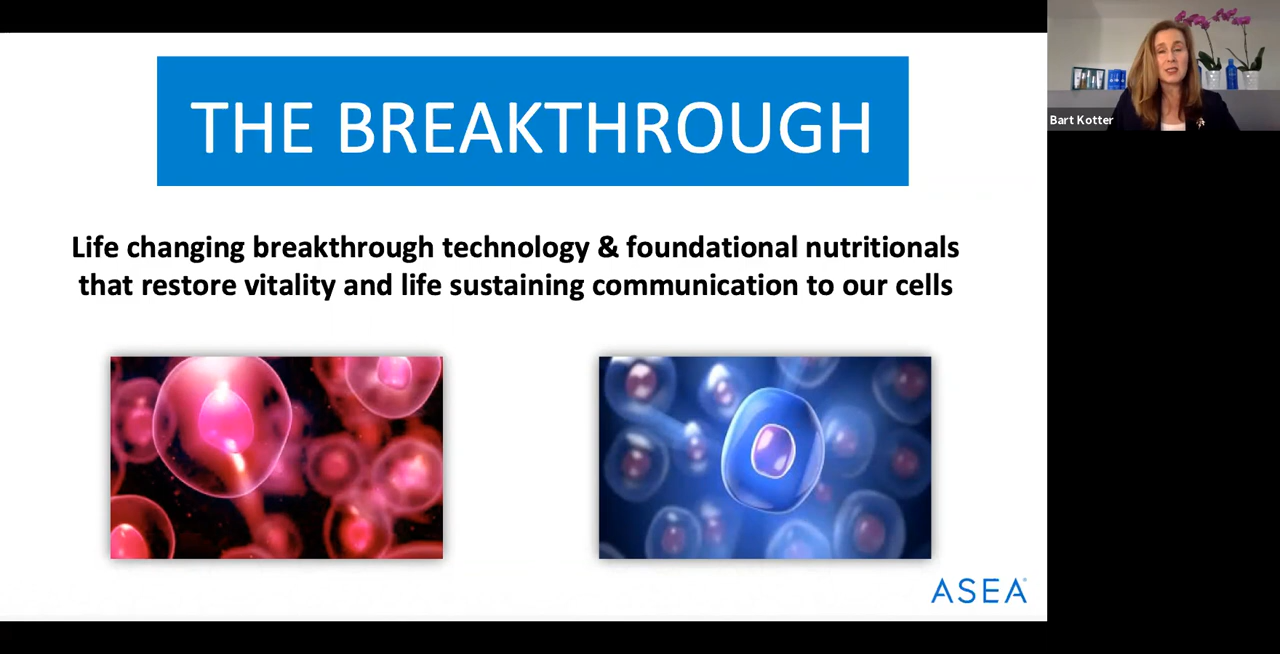 THE BREAKTHROUGH
Life changing breakthrough technology & foundational nutritionals
that restore vitality and life sustaining communication to our cells
ASEA
Bart Kotter